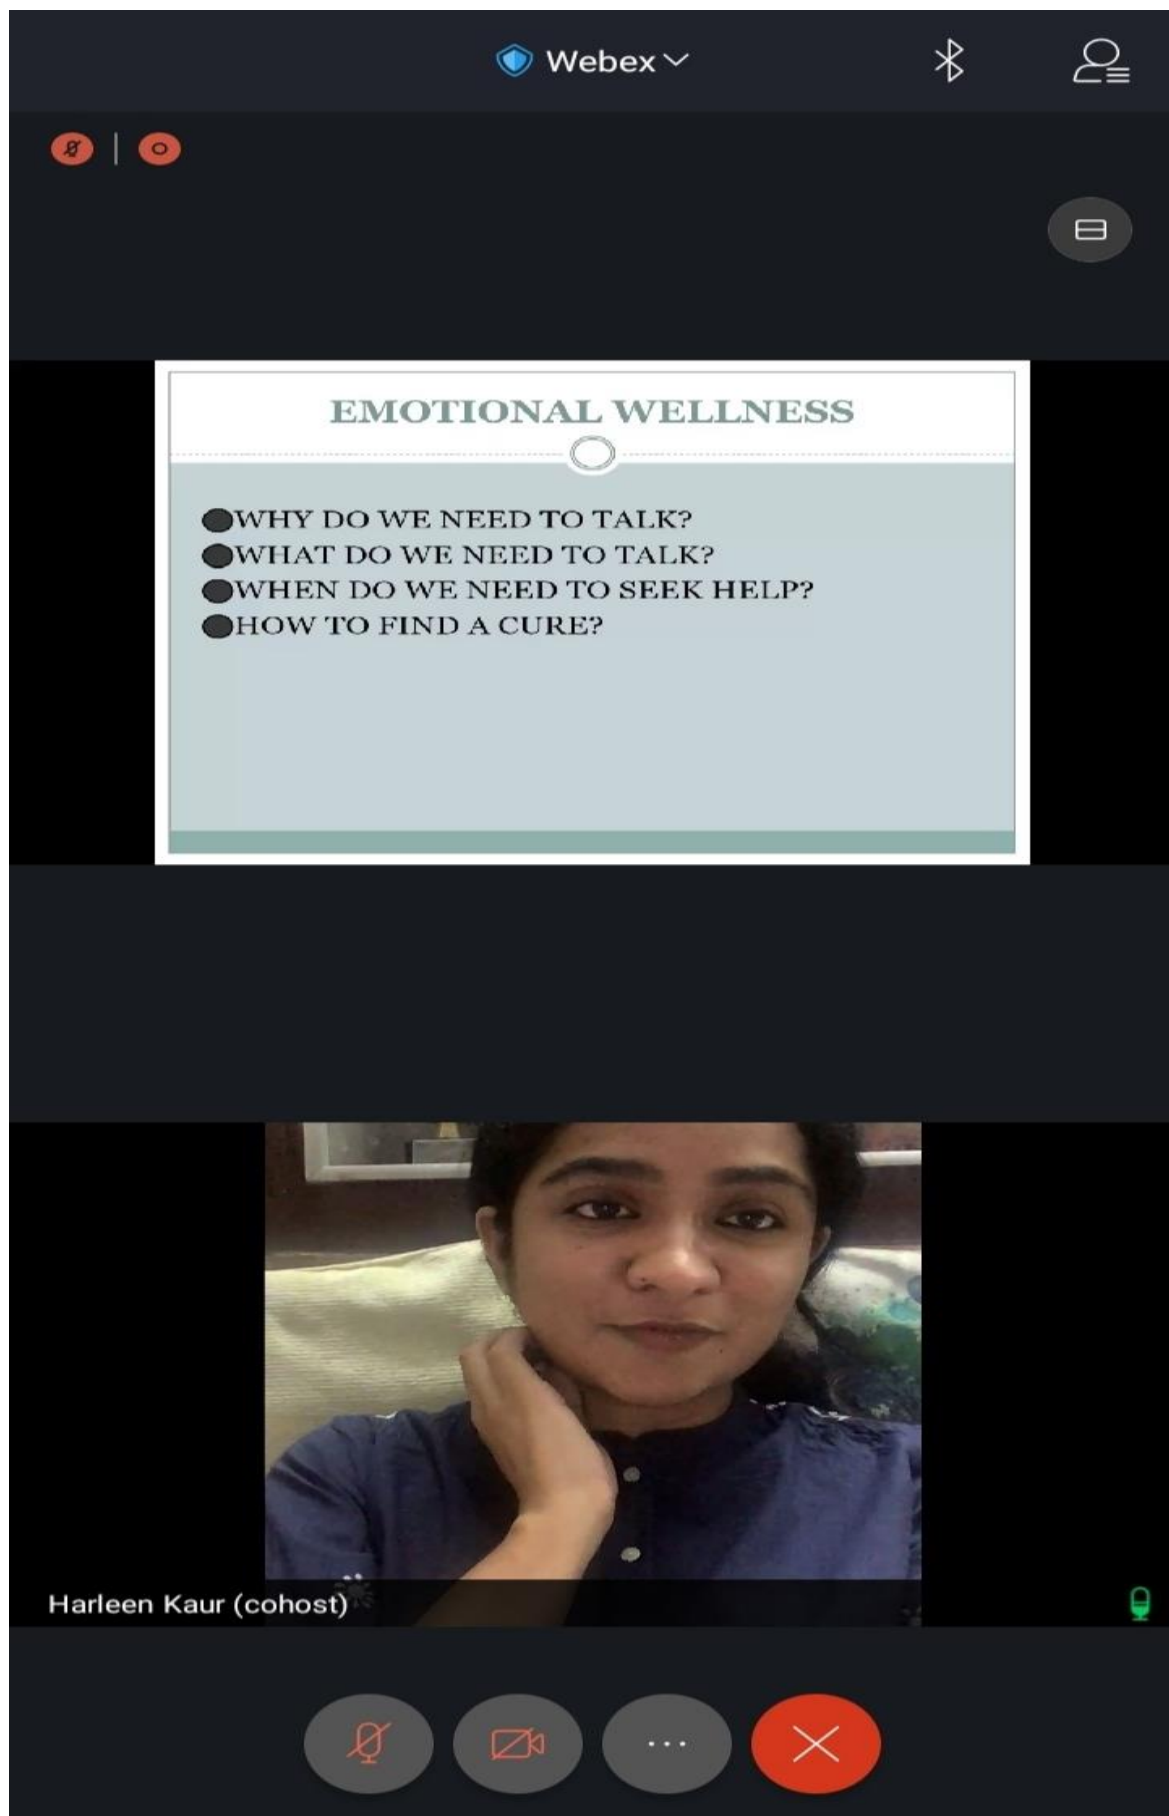 Webex
EMOTIONAL WELLNESS
WHY DO WE NEED TO TALK?
WHAT DO WE NEED TO TALK?
WHEN DO WE NEED TO SEEK HELP?
HOW TO FIND A CURE?
Harleen Kaur (cohost)